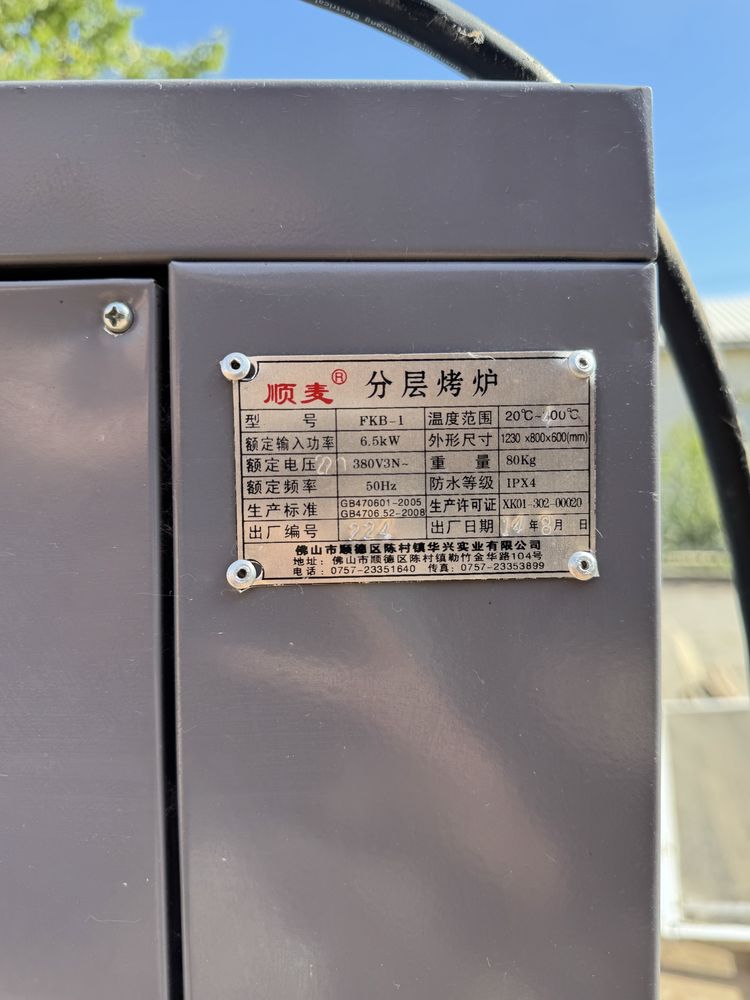 顺麦® 分层烤炉
型 号 FKB-1 温度范围 20℃~400℃
额定输入功率 6.5kW 外形尺寸 1230 x800x600(mm)
额定电压 380V3N~ 重 量 80Kg
额定频率 50Hz 防水等级 IPX4
生产标准 GB470601-2005 生产许可证 XK01-302-00020
GB4706.52-2008
出厂编号 224 出厂日期 14 年 8 月 日
佛山市顺德区陈村镇华兴实业有限公司
地址：佛山市顺德区陈村镇勒竹金华路104号
电话：0757-23351640 传真：0757-23353899